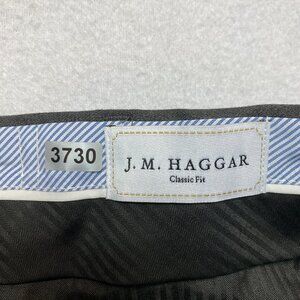 3730
J. M. HAGGAR
Classic Fit